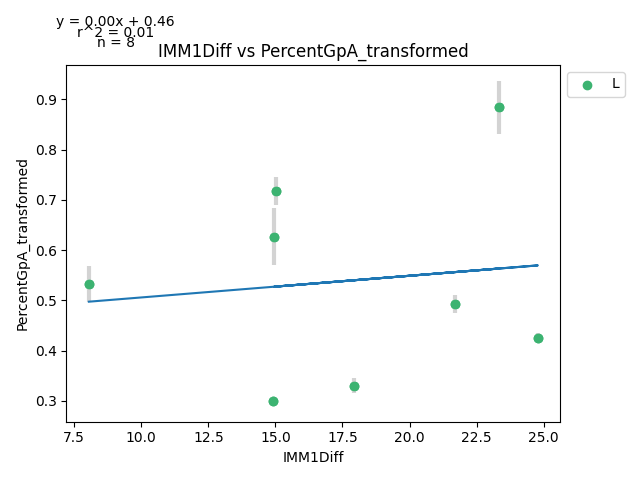 y = 0.00x + 0.46
r^2 = 0.01
n = 8
IMM1Diff vs PercentGpA_transformed
L
PercentGpA_transformed
0.9
0.8
0.7
0.6
0.5
0.4
0.3
7.5 10.0 12.5 15.0 17.5 20.0 22.5 25.0
IMM1Diff